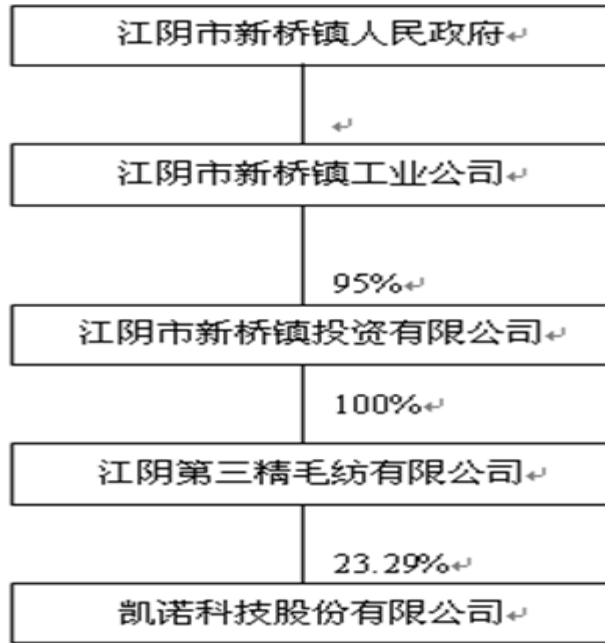 江阴市新桥镇人民政府↵
↵
江阴市新桥镇工业公司↵
95%↵
江阴市新桥镇投资有限公司↵
100%↵
江阴第三精毛纺有限公司↵
23.29%↵
凯诺科技股份有限公司↵